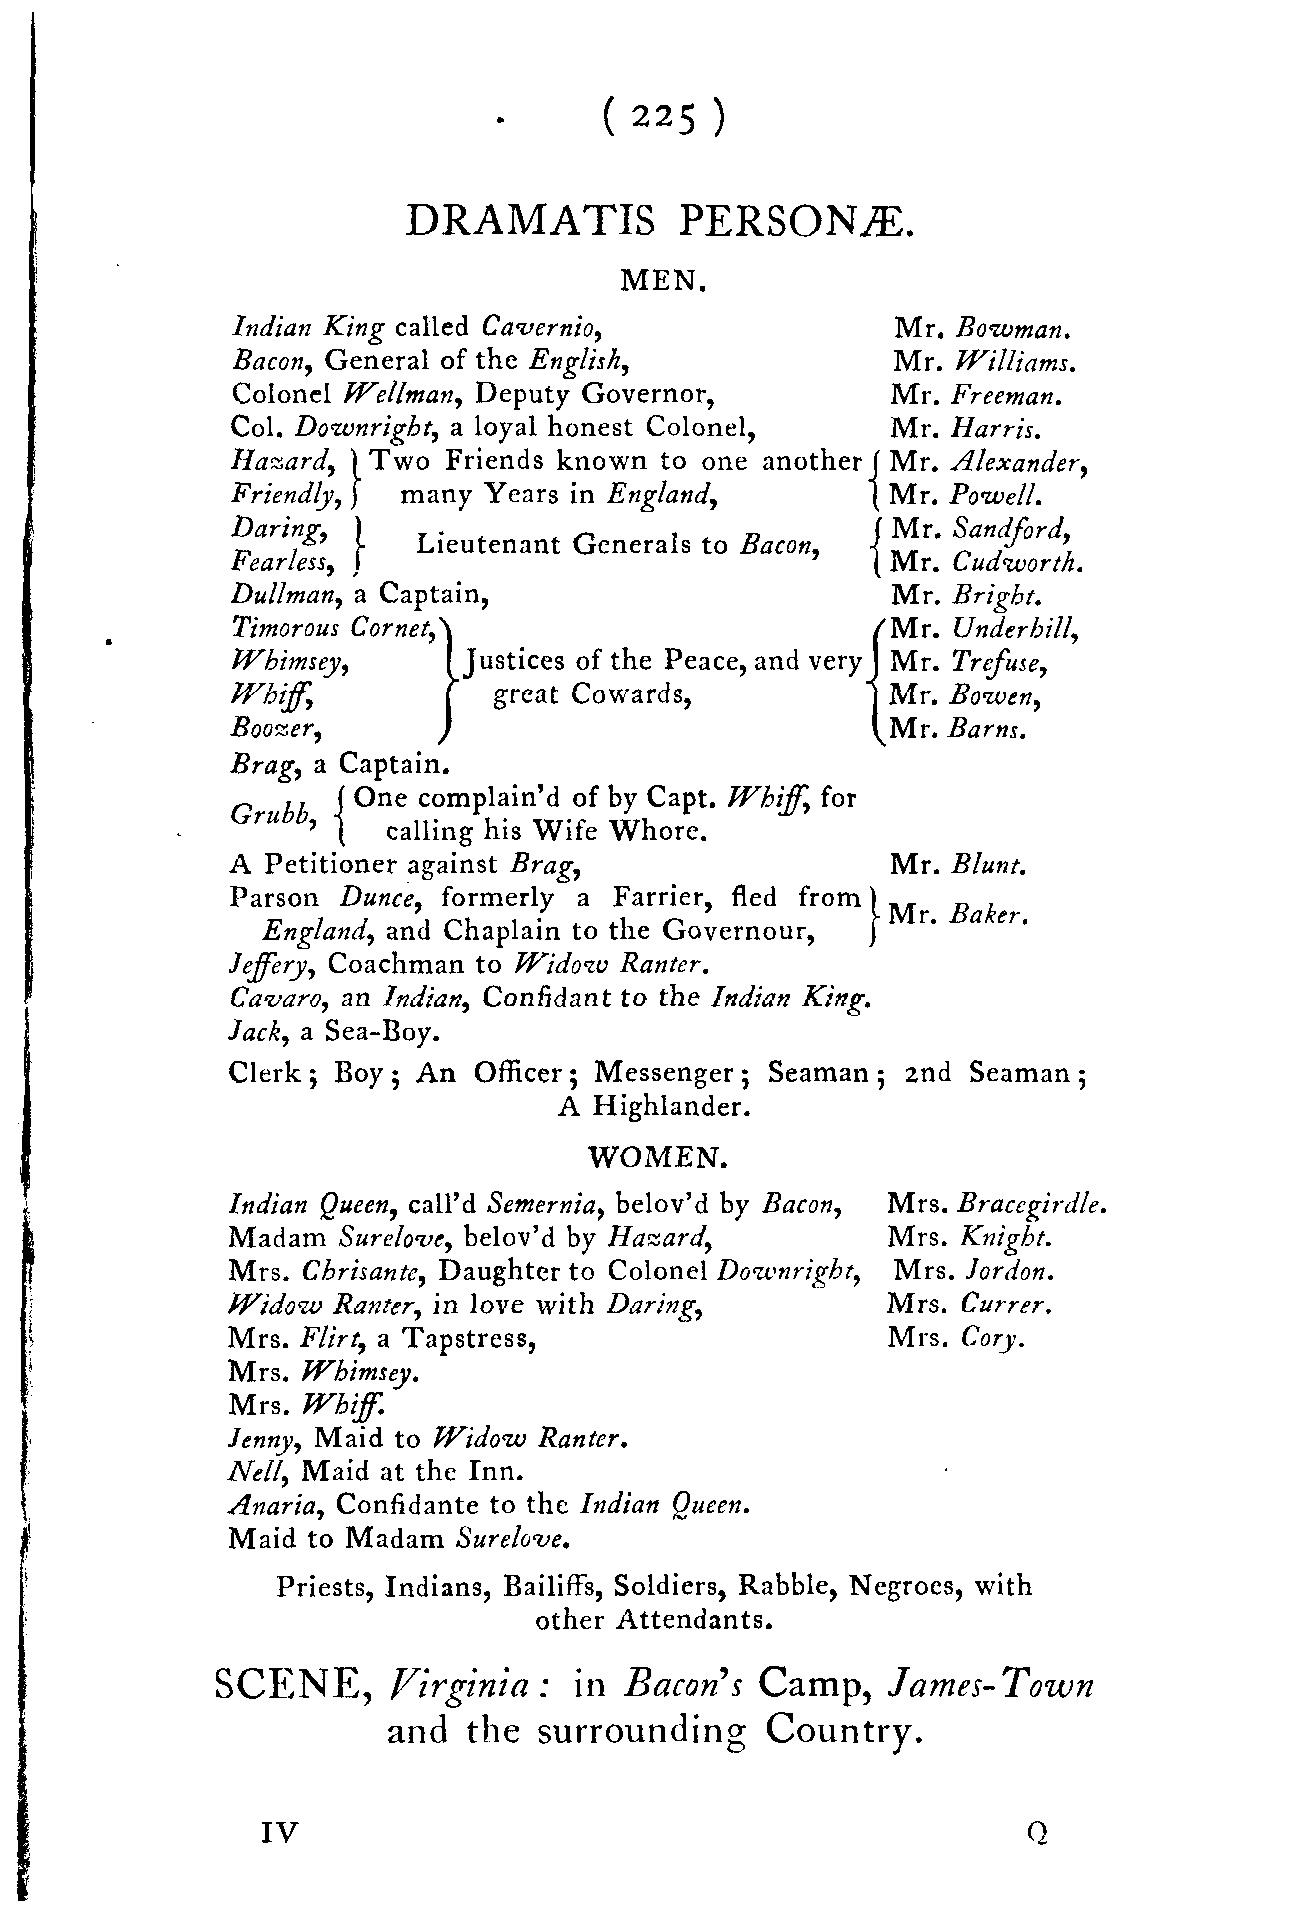 ( 225 )
DRAMATIS PERSONÆ.
MEN.
Indian King called Cavernio, Mr. Bowman.
Bacon, General of the English, Mr. Williams.
Colonel Wellman, Deputy Governor, Mr. Freeman.
Col. Downright, a loyal honest Colonel, Mr. Harris.
Hazard, } Two Friends known to one another { Mr. Alexander,
Friendly, } many Years in England, { Mr. Powell.
Daring, } Lieutenant Generals to Bacon, { Mr. Sandford,
Fearless, } { Mr. Cudworth.
Dullman, a Captain, Mr. Bright.
Timorous Cornet, } { Mr. Underhill,
Whimsey, } Justices of the Peace, and very { Mr. Trefuse,
Whiff, } great Cowards, { Mr. Bowen,
Boozer, } { Mr. Barns.
Brag, a Captain.
Grubb, { One complain'd of by Capt. Whiff, for
calling his Wife Whore.
A Petitioner against Brag, Mr. Blunt.
Parson Dunce, formerly a Farrier, fled from } Mr. Baker.
England, and Chaplain to the Governour, }
Jeffery, Coachman to Widow Ranter.
Cavaro, an Indian, Confidant to the Indian King.
Jack, a Sea-Boy.
Clerk; Boy; An Officer; Messenger; Seaman; 2nd Seaman;
A Highlander.
WOMEN.
Indian Queen, call'd Semernia, belov'd by Bacon, Mrs. Bracegirdle.
Madam Surelove, belov'd by Hazard, Mrs. Knight.
Mrs. Chrisante, Daughter to Colonel Downright, Mrs. Jordon.
Widow Ranter, in love with Daring, Mrs. Currer.
Mrs. Flirt, a Tapstress, Mrs. Cory.
Mrs. Whimsey.
Mrs. Whiff.
Jenny, Maid to Widow Ranter.
Nell, Maid at the Inn.
Anaria, Confidante to the Indian Queen.
Maid to Madam Surelove.
Priests, Indians, Bailiffs, Soldiers, Rabble, Negroes, with
other Attendants.
SCENE, Virginia: in Bacon's Camp, James-Town
and the surrounding Country.
IV Q